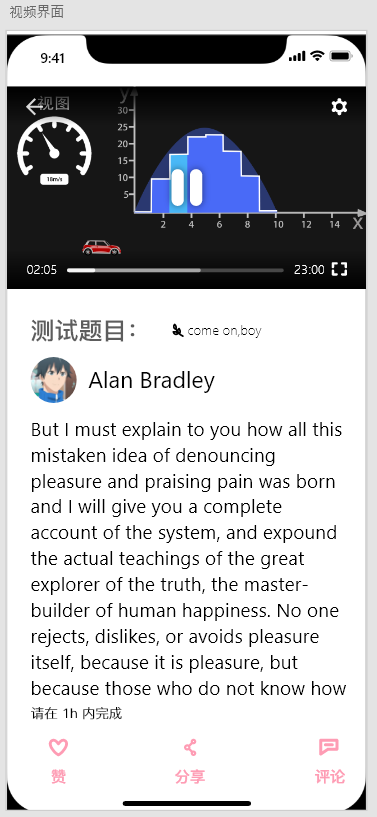 视频界面
9:41
视图
y
30
25
20
15
10
5
18m/s
2 4 6 8 10 12 14
X
02:05
23:00
测试题目：
come on,boy
Alan Bradley
But I must explain to you how all this
mistaken idea of denouncing
pleasure and praising pain was born
and I will give you a complete
account of the system, and expound
the actual teachings of the great
explorer of the truth, the master-
builder of human happiness. No one
rejects, dislikes, or avoids pleasure
itself, because it is pleasure, but
because those who do not know how
请在 1h 内完成
赞
分享
评论